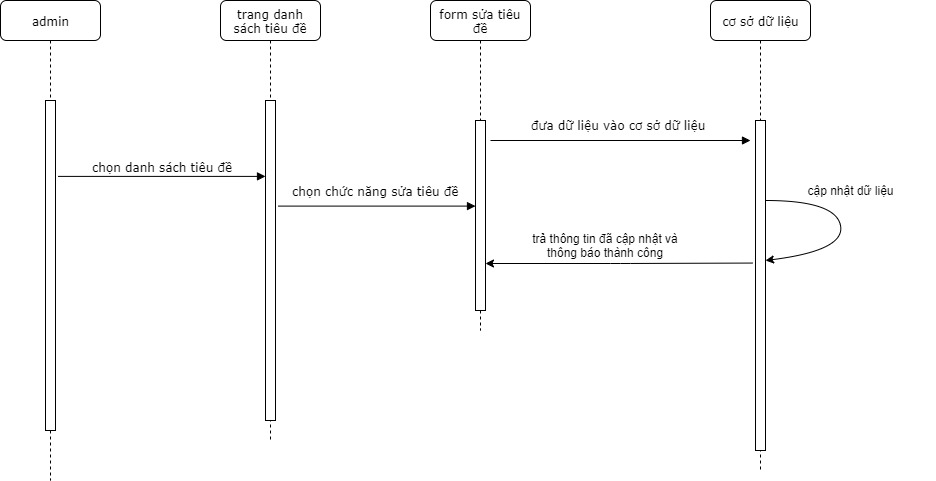 admin
trang danh
sách tiêu đề
form sửa tiêu
đề
cơ sở dữ liệu
đưa dữ liệu vào cơ sở dữ liệu
chọn danh sách tiêu đề
chọn chức năng sửa tiêu đề
cập nhật dữ liệu
trả thông tin đã cập nhật và
thông báo thành công